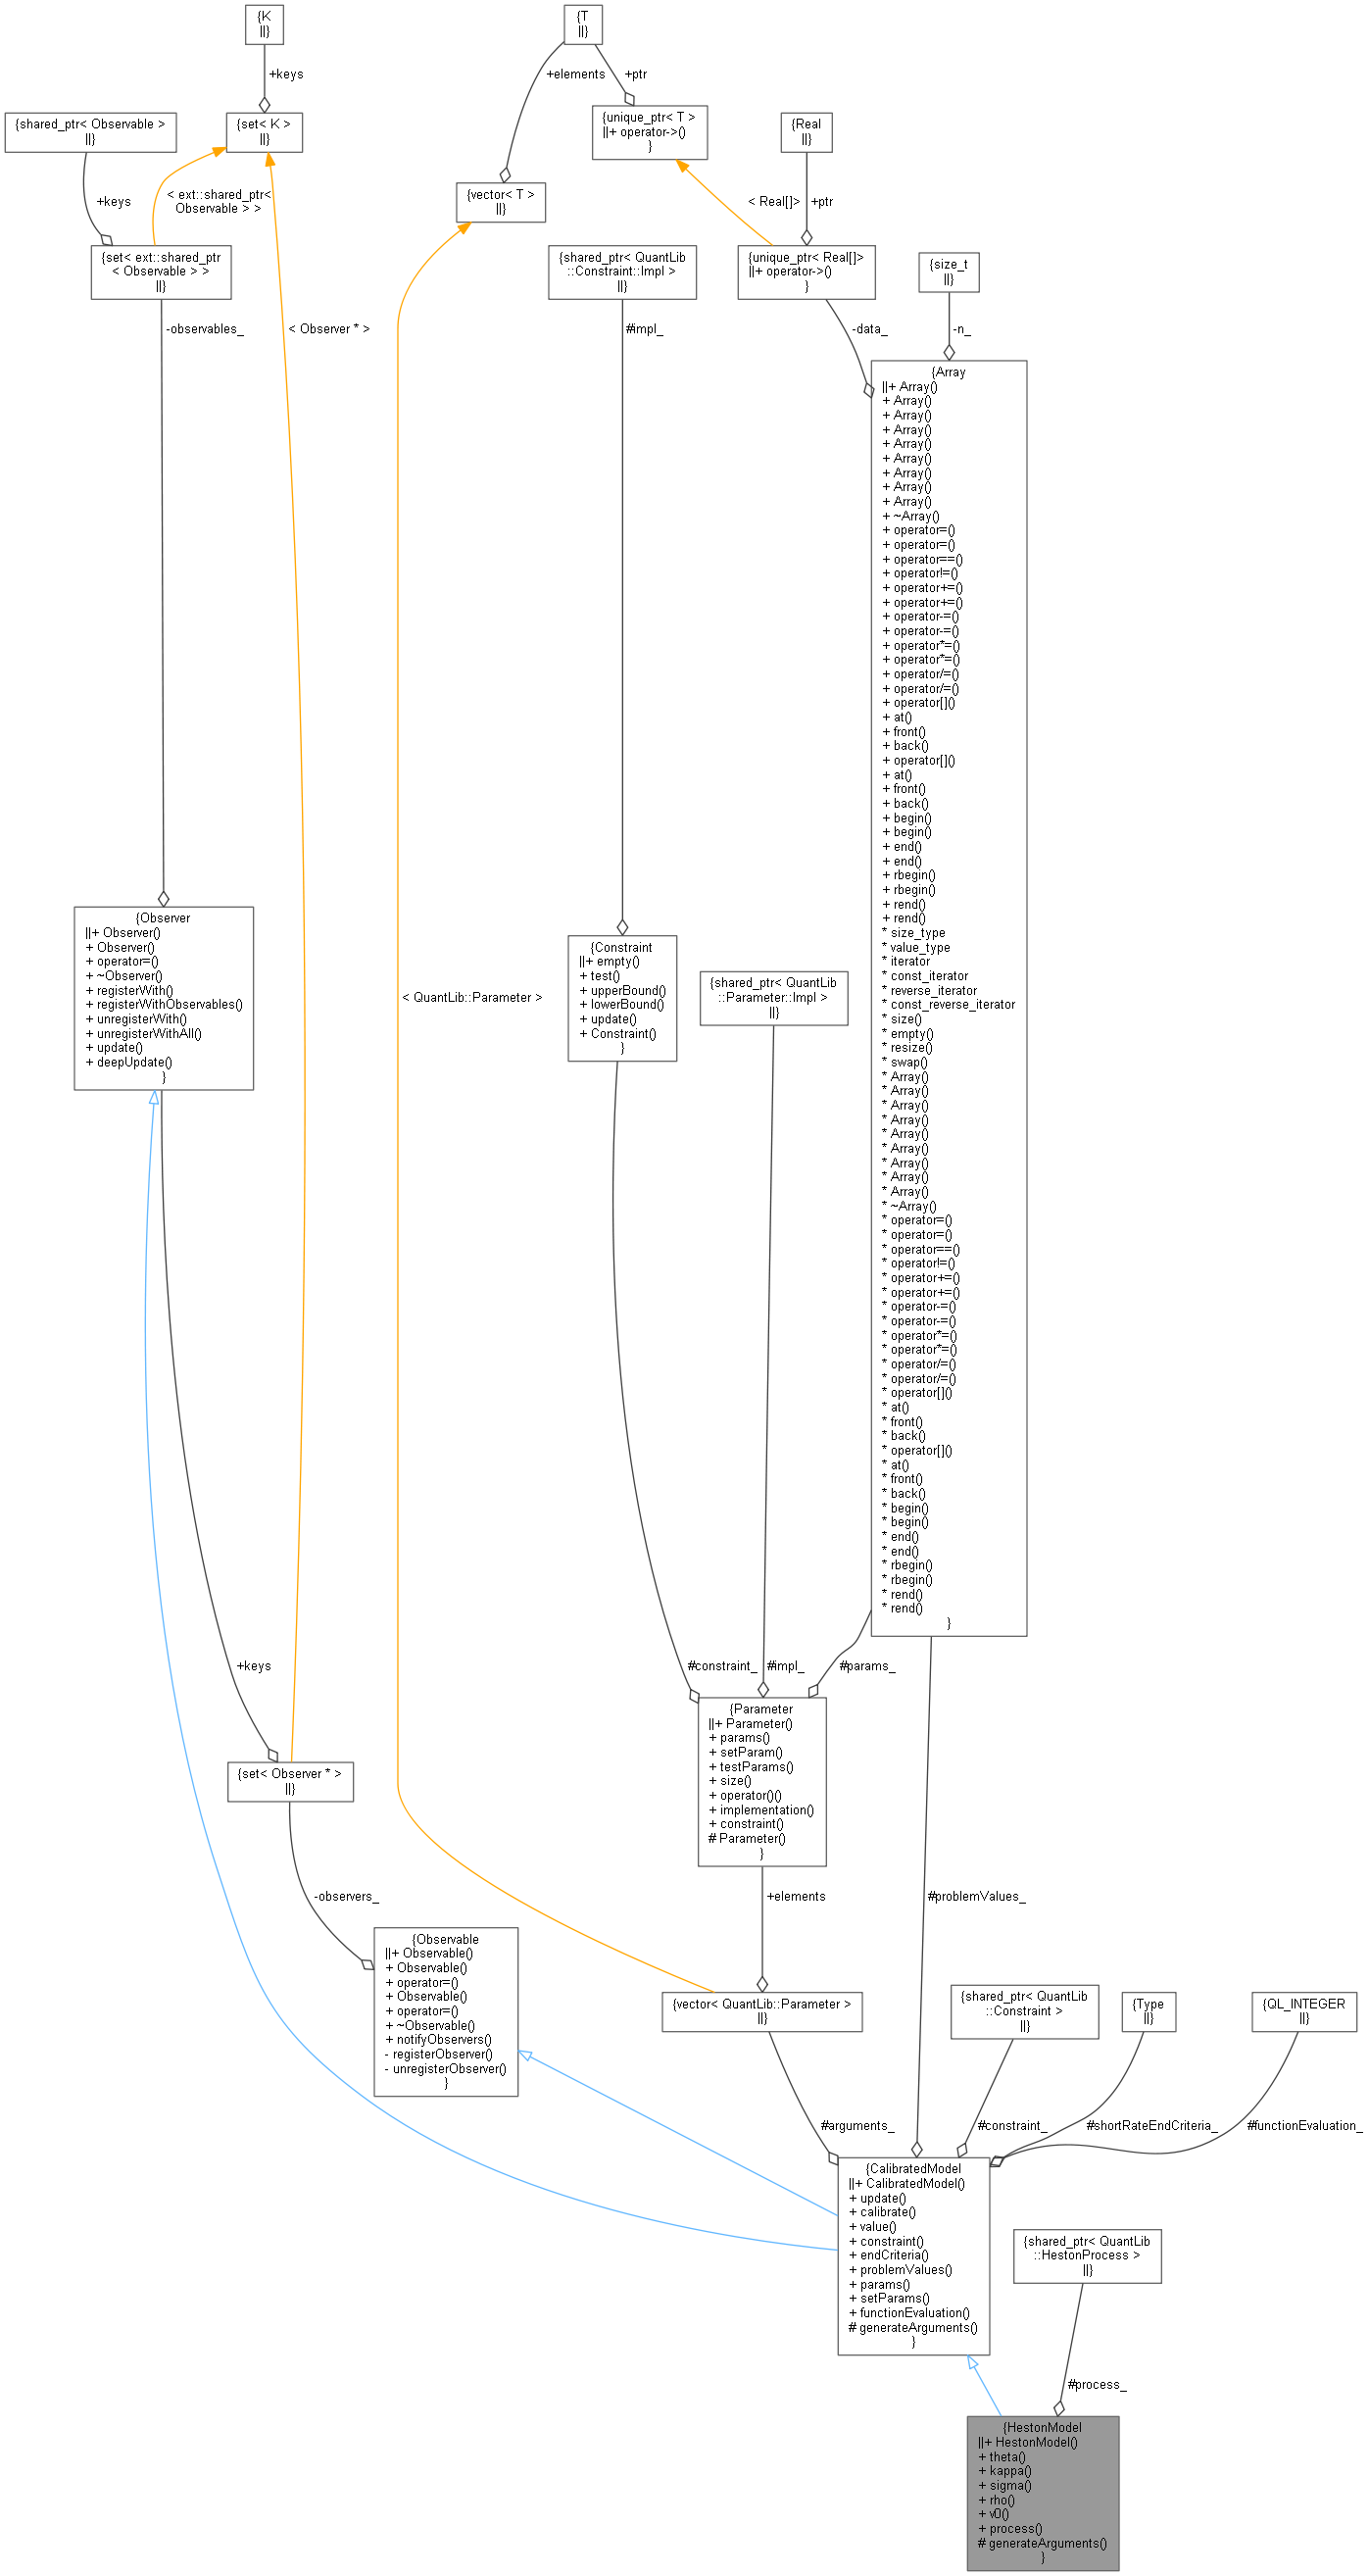 {K
||}
{T
||}
+keys
+elements
+ptr
{shared_ptr< Observable >
||}
{set< K >
||}
{unique_ptr< T >
||+ operator->()
}
{Real
||}
+keys
< ext::shared_ptr<
Observable > >
{vector< T >
||}
< Real[]>
+ptr
{set< ext::shared_ptr
< Observable > >
||}
{shared_ptr< QuantLib
::Constraint::Impl >
||}
{unique_ptr< Real[]>
||+ operator->()
}
{size_t
||}
-observables_
< Observer * >
#impl_
-data_
-n_
{Array
||+ Array()
+ Array()
+ Array()
+ Array()
+ Array()
+ Array()
+ Array()
+ Array()
+ Array()
+ ~Array()
+ operator=()
+ operator=()
+ operator==()
+ operator!=()
+ operator+=()
+ operator+=()
+ operator-=()
+ operator-=()
+ operator*=()
+ operator*=()
+ operator/=()
+ operator/=()
+ operator[]()
+ at()
+ front()
+ back()
+ operator[]()
+ at()
+ front()
+ back()
+ begin()
+ begin()
+ end()
+ end()
+ rbegin()
+ rbegin()
+ rend()
+ rend()
* size_type
* value_type
* iterator
* const_iterator
* reverse_iterator
* const_reverse_iterator
* size()
* empty()
* resize()
* swap()
* Array()
* Array()
* Array()
* Array()
* Array()
* Array()
* Array()
* Array()
* Array()
* ~Array()
* operator=()
* operator=()
* operator==()
* operator!=()
* operator+=()
* operator+=()
* operator-=()
* operator-=()
* operator*=()
* operator*=()
* operator/=()
* operator/=()
* operator[]()
* at()
* front()
* back()
* operator[]()
* at()
* front()
* back()
* begin()
* begin()
* end()
* end()
* rbegin()
* rbegin()
* rend()
* rend()
}
{Observer
||+ Observer()
+ Observer()
+ operator=()
+ ~Observer()
+ registerWith()
+ registerWithObservables()
+ unregisterWith()
+ unregisterWithAll()
+ update()
+ deepUpdate()
}
< QuantLib::Parameter >
{Constraint
||+ empty()
+ test()
+ upperBound()
+ lowerBound()
+ update()
+ Constraint()
}
{shared_ptr< QuantLib
::Parameter::Impl >
||}
+keys
#constraint_
#impl_
#params_
{Parameter
||+ Parameter()
+ params()
+ setParam()
+ testParams()
+ size()
+ operator()()
+ implementation()
+ constraint()
# Parameter()
}
{set< Observer * >
||}
-observers_
+elements
#problemValues_
{Observable
||+ Observable()
+ Observable()
+ operator=()
+ Observable()
+ operator=()
+ ~Observable()
+ notifyObservers()
- registerObserver()
- unregisterObserver()
}
{vector< QuantLib::Parameter >
||}
{shared_ptr< QuantLib
::Constraint >
||}
{Type
||}
{QL_INTEGER
||}
#arguments_
#constraint_
#shortRateEndCriteria_
#functionEvaluation_
{CalibratedModel
||+ CalibratedModel()
+ update()
+ calibrate()
+ value()
+ constraint()
+ endCriteria()
+ problemValues()
+ params()
+ setParams()
+ functionEvaluation()
# generateArguments()
}
{shared_ptr< QuantLib
::HestonProcess >
||}
#process_
{HestonModel
||+ HestonModel()
+ theta()
+ kappa()
+ sigma()
+ rho()
+ v0()
+ process()
# generateArguments()
}